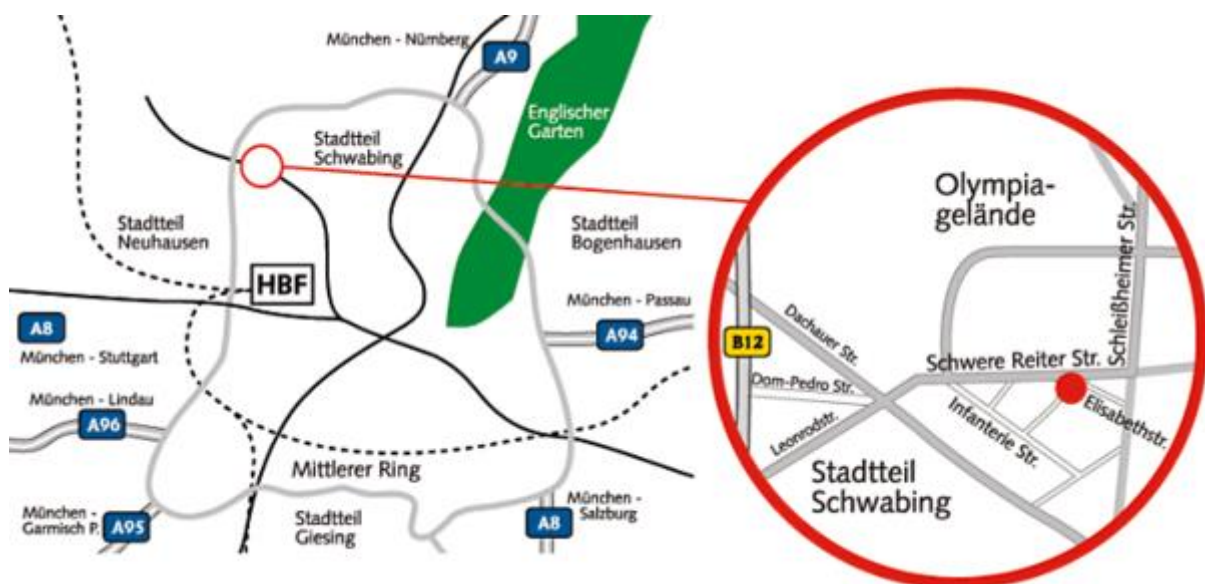 München - Nürnberg
A9
Englischer
Garten
Stadtteil
Schwabing
Stadtteil
Neuhausen
Stadtteil
Bogenhausen
HBF
München - Passau
A94
A8
München - Stuttgart
München - Lindau
A96
Mittlerer Ring
München -
Garmisch P.
A95
Stadtteil
Giesing
A8
München -
Salzburg
Olympia-
gelände
Schleißheimer Str.
Dachauer Str.
B12
Schwere Reiter Str.
Dom-Pedro Str.
Elisabethstr.
Infanterie Str.
Leonrodstr.
Stadtteil
Schwabing